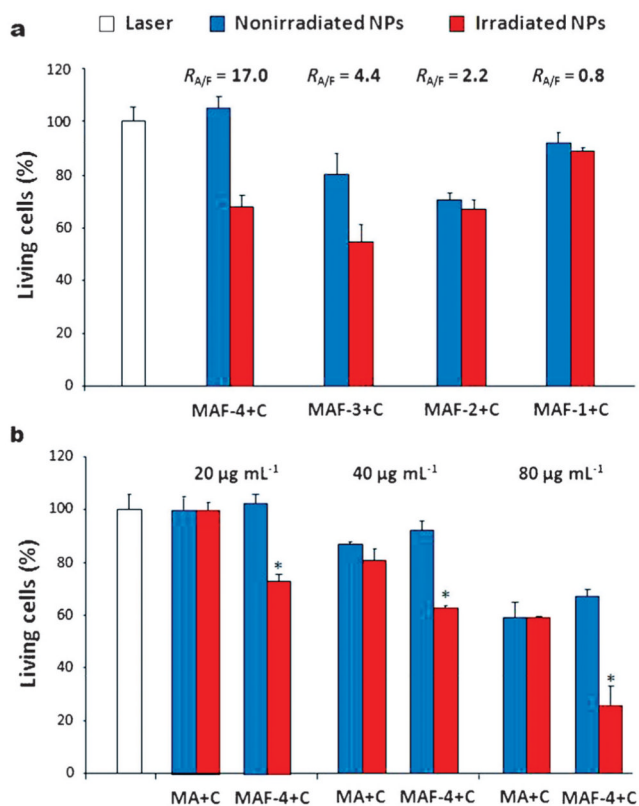 a
Laser Nonirradiated NPs Irradiated NPs
R_A/F = 17.0 R_A/F = 4.4 R_A/F = 2.2 R_A/F = 0.8
Living cells (%)
120
100
80
60
40
20
0
MAF-4+C MAF-3+C MAF-2+C MAF-1+C
b
20 µg mL⁻¹ 40 µg mL⁻¹ 80 µg mL⁻¹
Living cells (%)
120
100
80
60
40
20
0
* * *
MA+C MAF-4+C MA+C MAF-4+C MA+C MAF-4+C